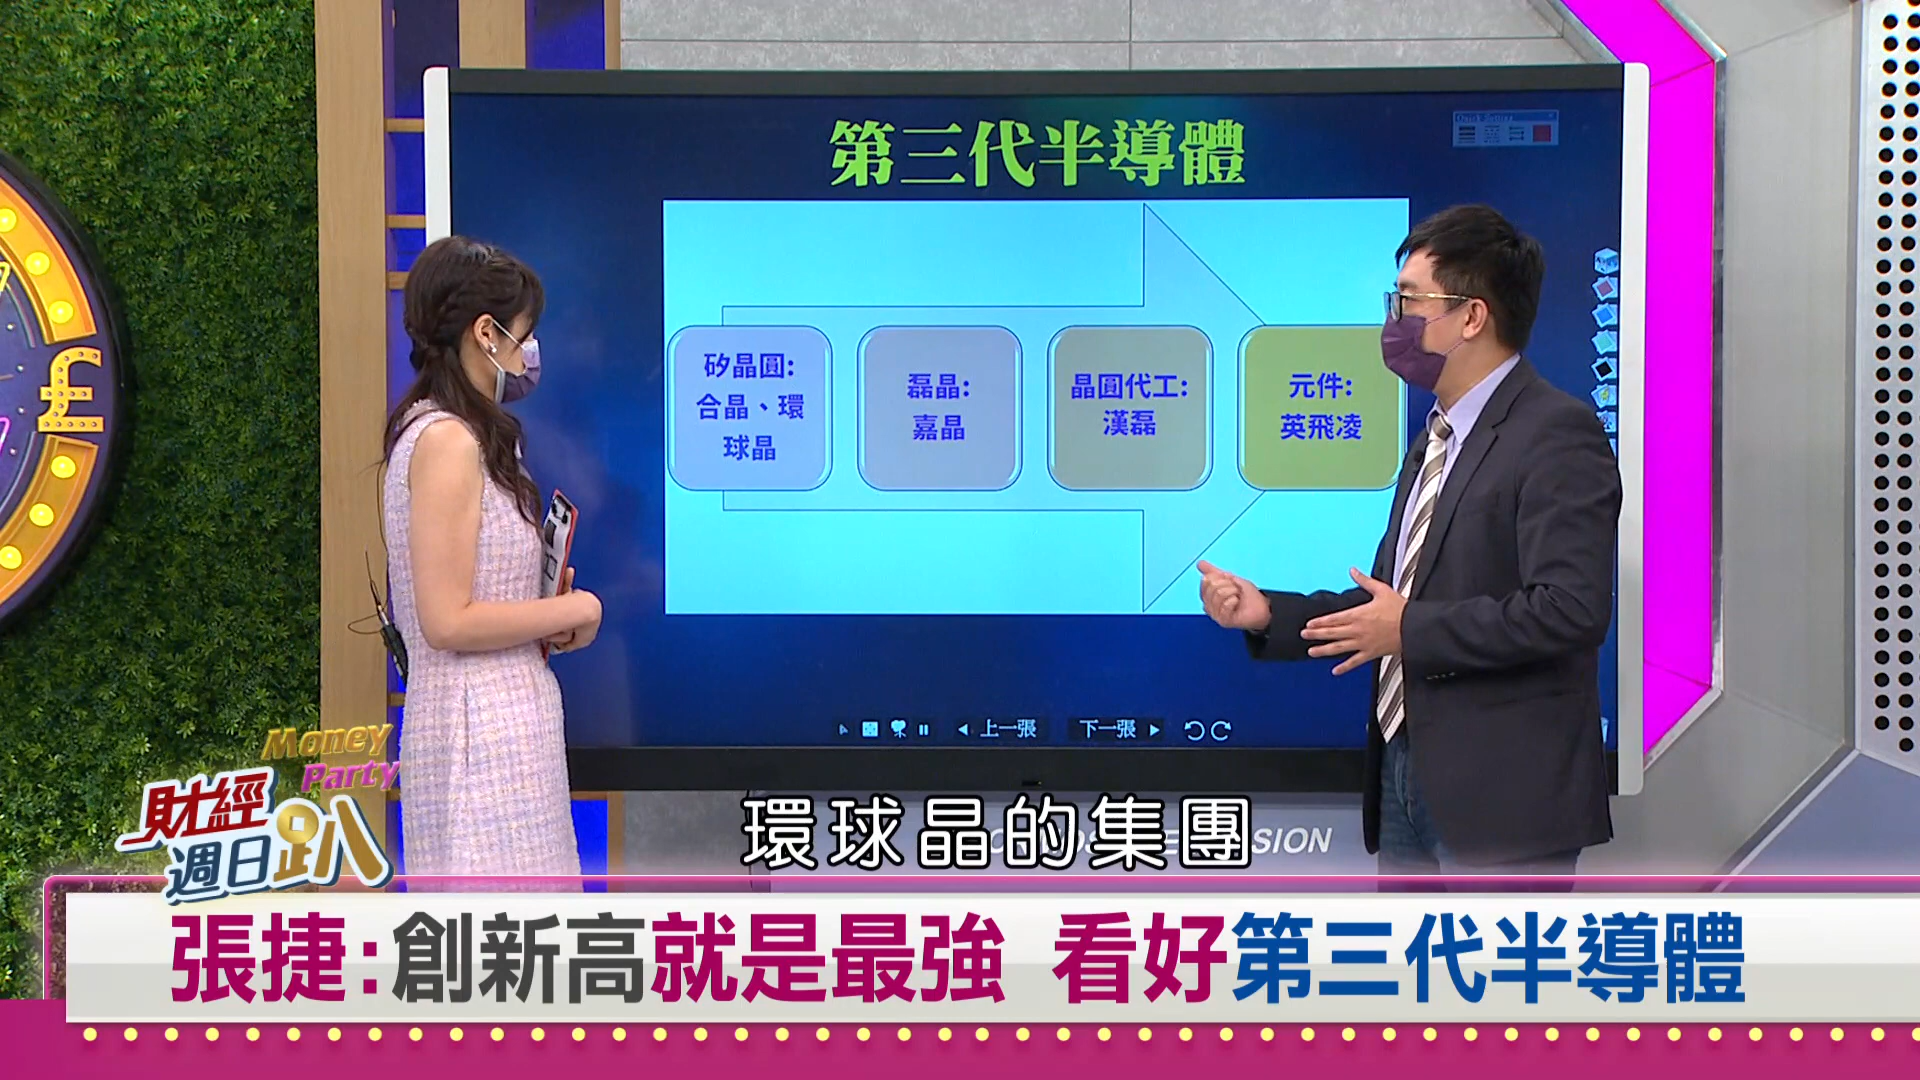 第三代半導體
矽晶圓:
合晶、環
球晶
磊晶:
嘉晶
晶圓代工:
漢磊
元件:
英飛凌
上一張
下一張
£
Money
Party
財經
週日趴
環球晶的集團
張捷:創新高就是最強 看好第三代半導體